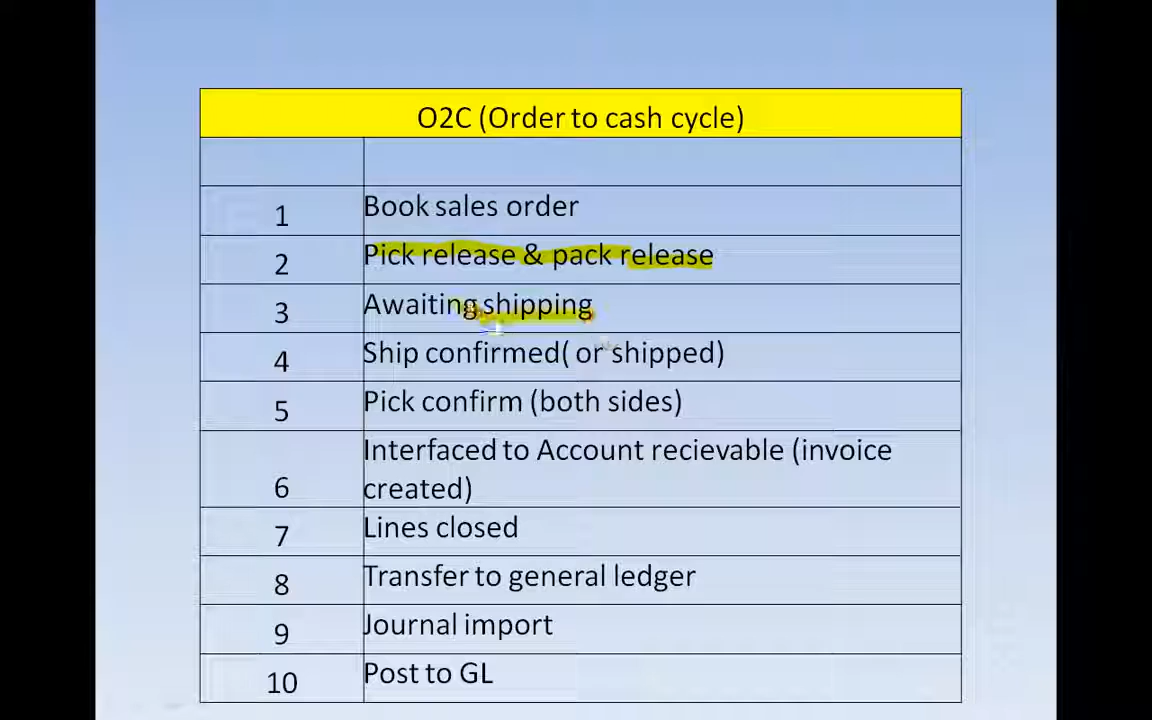 O2C (Order to cash cycle)
1 Book sales order
2 Pick release & pack release
3 Awaiting shipping
4 Ship confirmed( or shipped)
5 Pick confirm (both sides)
6 Interfaced to Account recievable (invoice
created)
7 Lines closed
8 Transfer to general ledger
9 Journal import
10 Post to GL